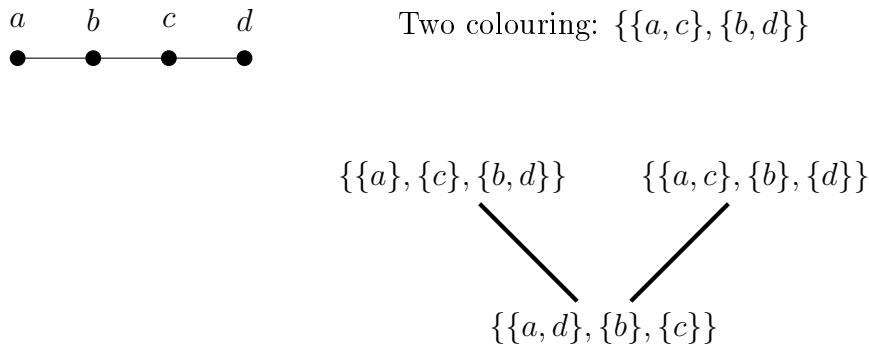 a b c d
Two colouring: {{a, c}, {b, d}}
{{a}, {c}, {b, d}}
{{a, c}, {b}, {d}}
{{a, d}, {b}, {c}}